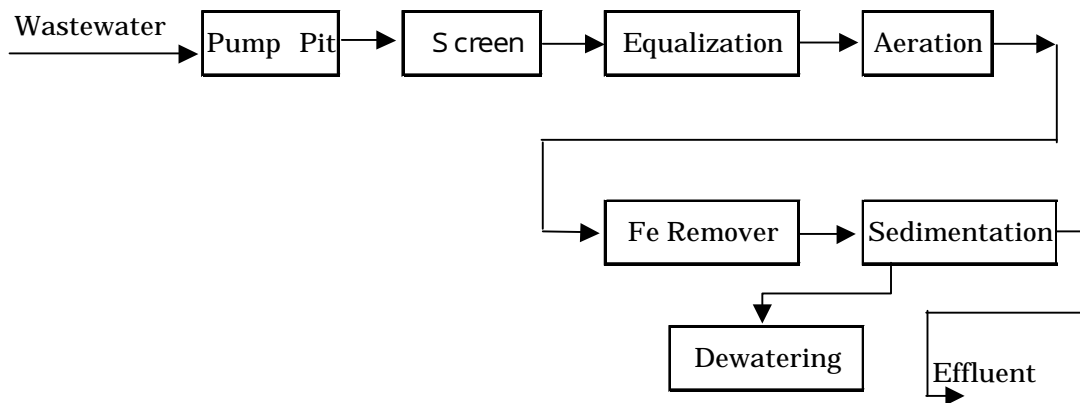 Wastewater
Pump Pit
Screen
Equalization
Aeration
Fe Remover
Sedimentation
Dewatering
Effluent